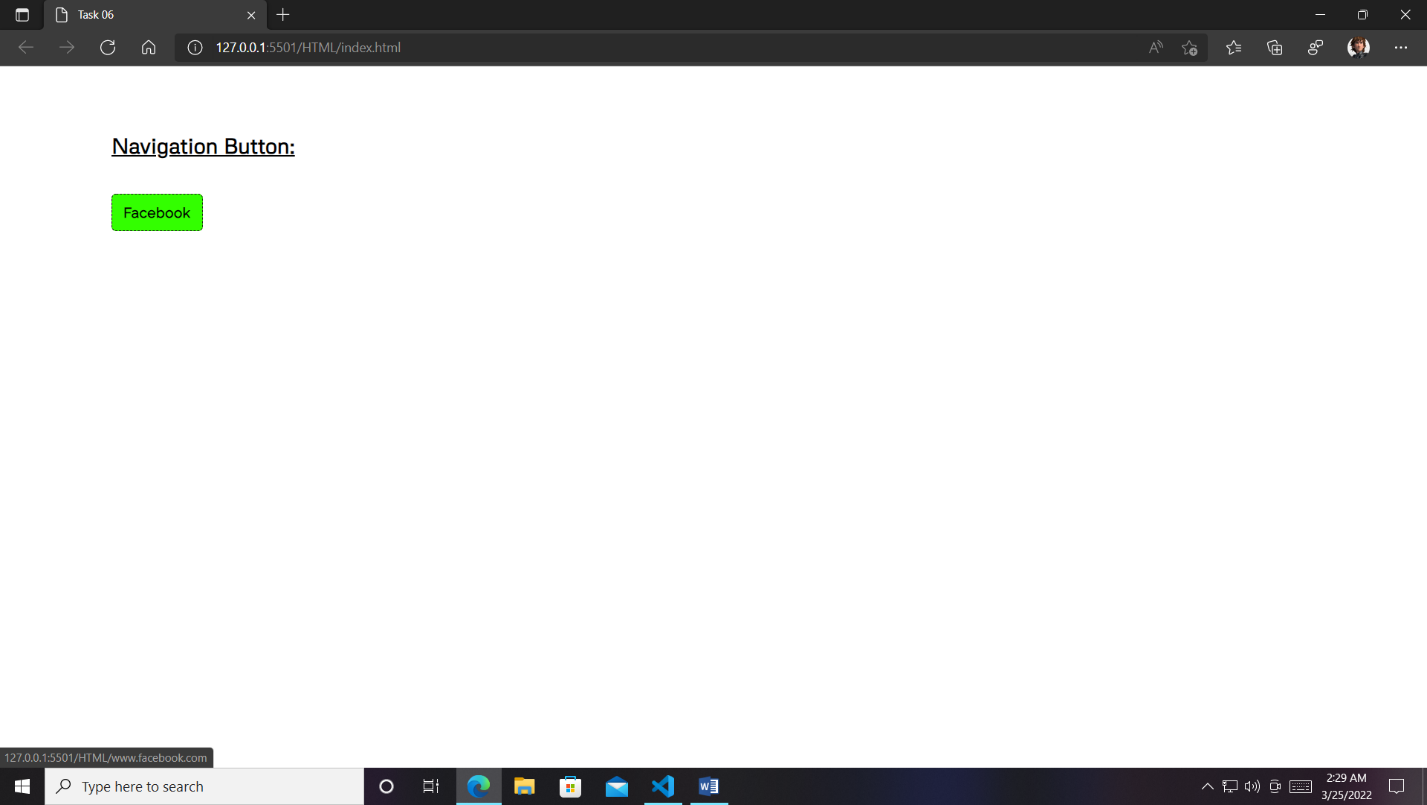 Task 06
127.0.0.1:5501/HTML/index.html
Navigation Button:
Facebook
127.0.0.1:5501/HTML/www.facebook.com
Type here to search
2:29 AM
3/25/2022